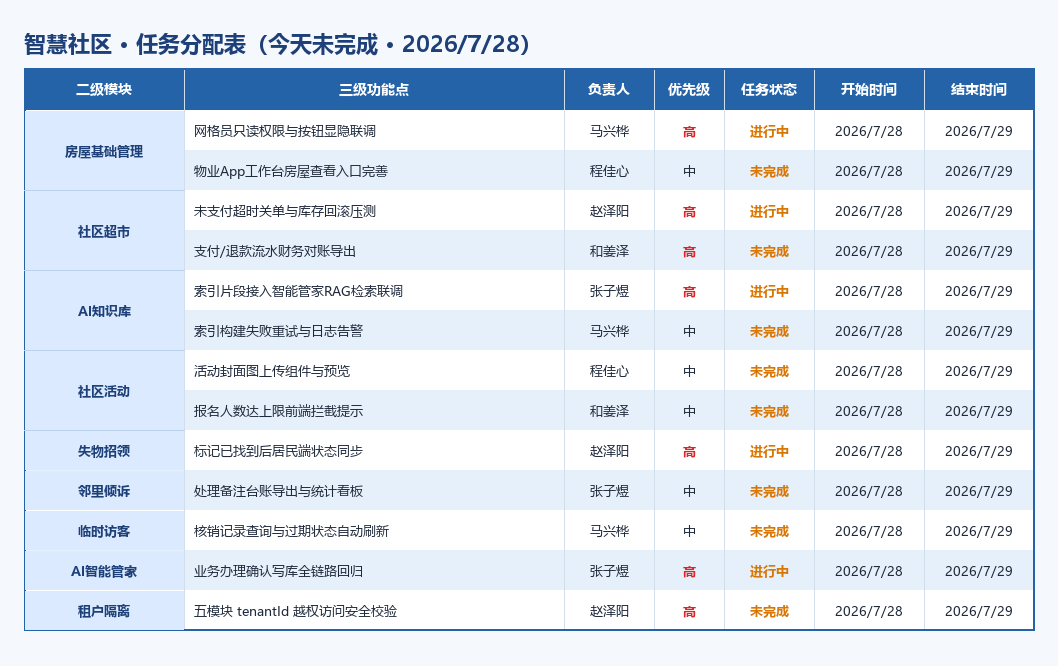 智慧社区 • 任务分配表（今天未完成 • 2026/7/28）
二级模块 三级功能点 负责人 优先级 任务状态 开始时间 结束时间
房屋基础管理
网格员只读权限与按钮显隐联调 马兴桦 高 进行中 2026/7/28 2026/7/29
物业App工作台房屋查看入口完善 程佳心 中 未完成 2026/7/28 2026/7/29
社区超市
未支付超时关单与库存回滚压测 赵泽阳 高 进行中 2026/7/28 2026/7/29
支付/退款流水财务对账导出 和姜泽 高 未完成 2026/7/28 2026/7/29
AI知识库
索引片段接入智能管家RAG检索联调 张子煜 高 进行中 2026/7/28 2026/7/29
索引构建失败重试与日志告警 马兴桦 中 未完成 2026/7/28 2026/7/29
社区活动
活动封面图上传组件与预览 程佳心 中 未完成 2026/7/28 2026/7/29
报名人数达上限前端拦截提示 和姜泽 中 未完成 2026/7/28 2026/7/29
失物招领 标记已找到后居民端状态同步 赵泽阳 高 进行中 2026/7/28 2026/7/29
邻里倾诉 处理备注台账导出与统计看板 张子煜 中 未完成 2026/7/28 2026/7/29
临时访客 核销记录查询与过期状态自动刷新 马兴桦 中 未完成 2026/7/28 2026/7/29
AI智能管家 业务办理确认写库全链路回归 张子煜 高 进行中 2026/7/28 2026/7/29
租户隔离 五模块 tenantId 越权访问安全校验 赵泽阳 高 未完成 2026/7/28 2026/7/29